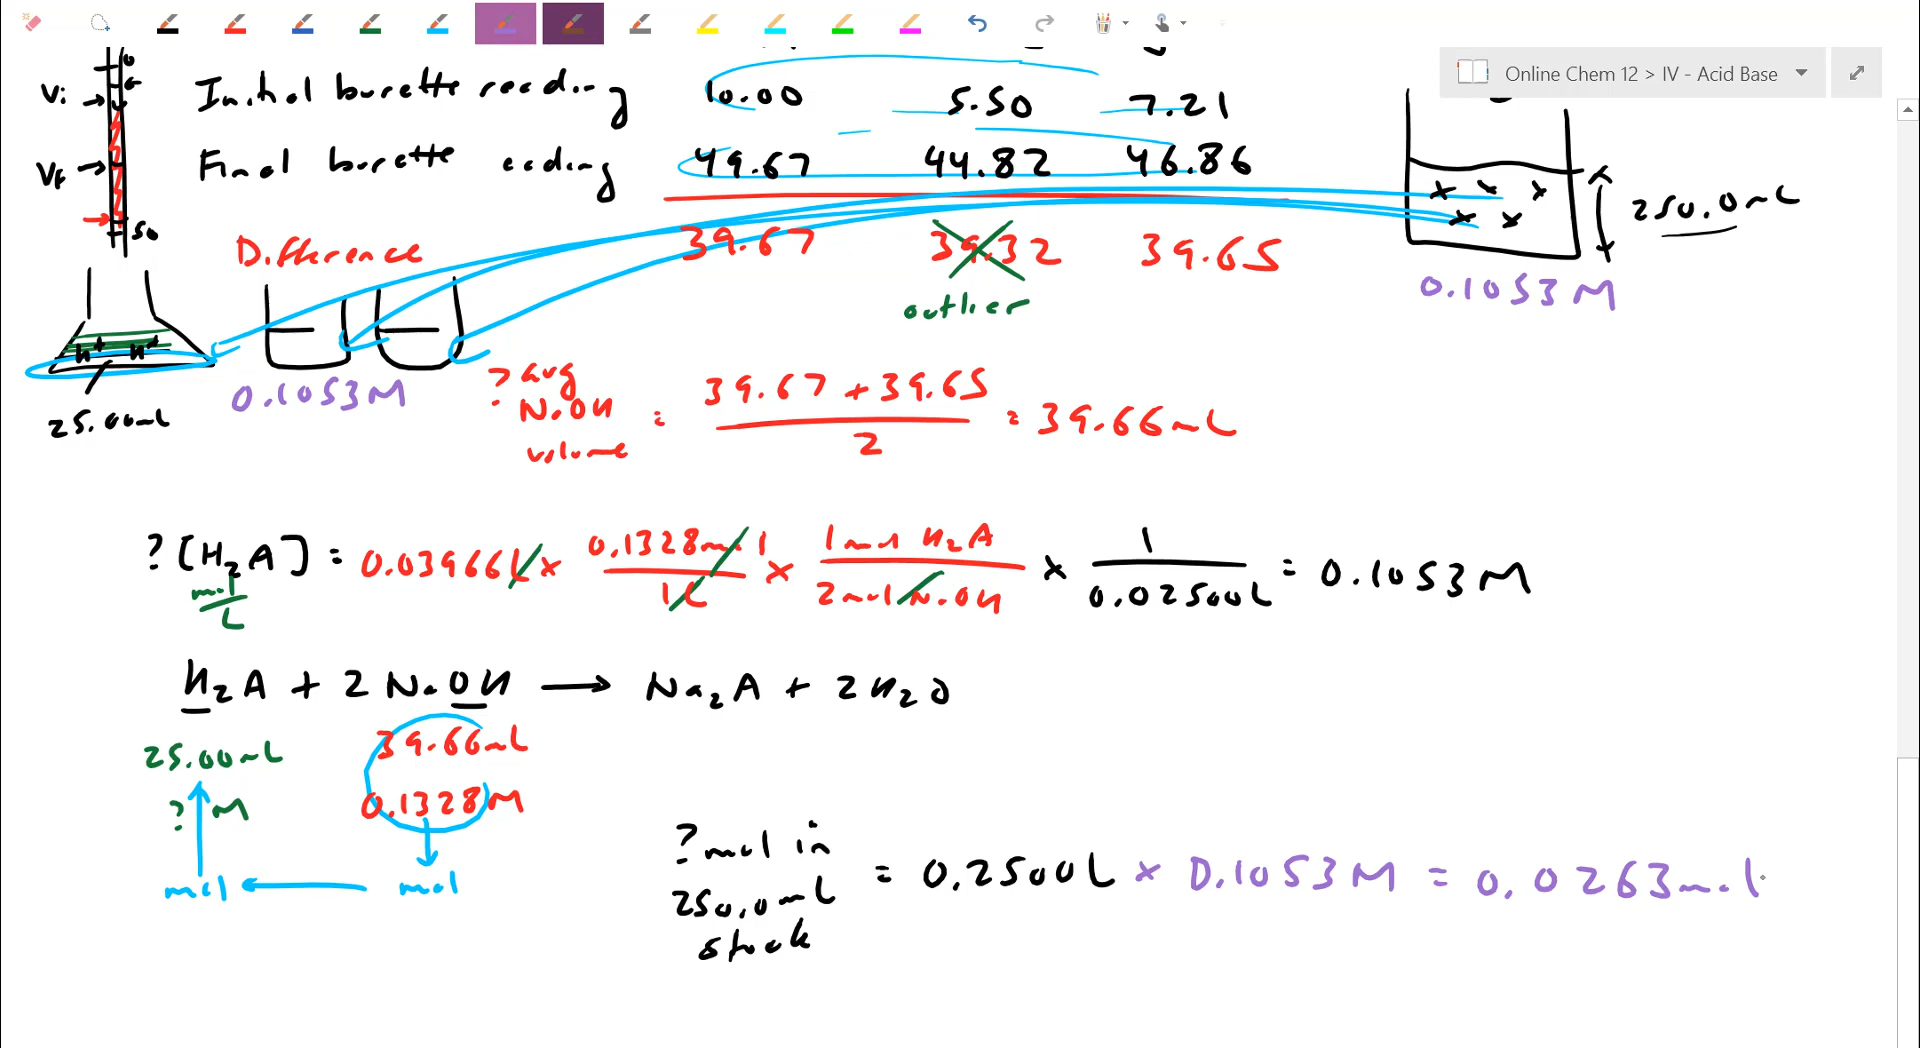 Online Chem 12 > IV - Acid Base
0
Vi
Initial burette reading 10.00 5.50 7.21
Vf
Final burette eading 49.67 44.82 46.86
50
250.0mL
Difference 39.67 39.32 39.65
outlier
0.1053M
H+ H+
25.00mL
0.1053M
? avg NaOH volume = 39.67 + 39.65 / 2 = 39.66mL
? [H2A] = 0.03966L x 0.1328mol / 1L x 1mol H2A / 2mol NaOH x 1 / 0.02500L = 0.1053M
mol / L
H2A + 2 NaOH → Na2A + 2H2O
25.00mL 39.66mL
? M 0.1328M
mol ← mol
? mol in
250.0mL
stock
= 0.2500L x 0.1053M = 0.0263mol